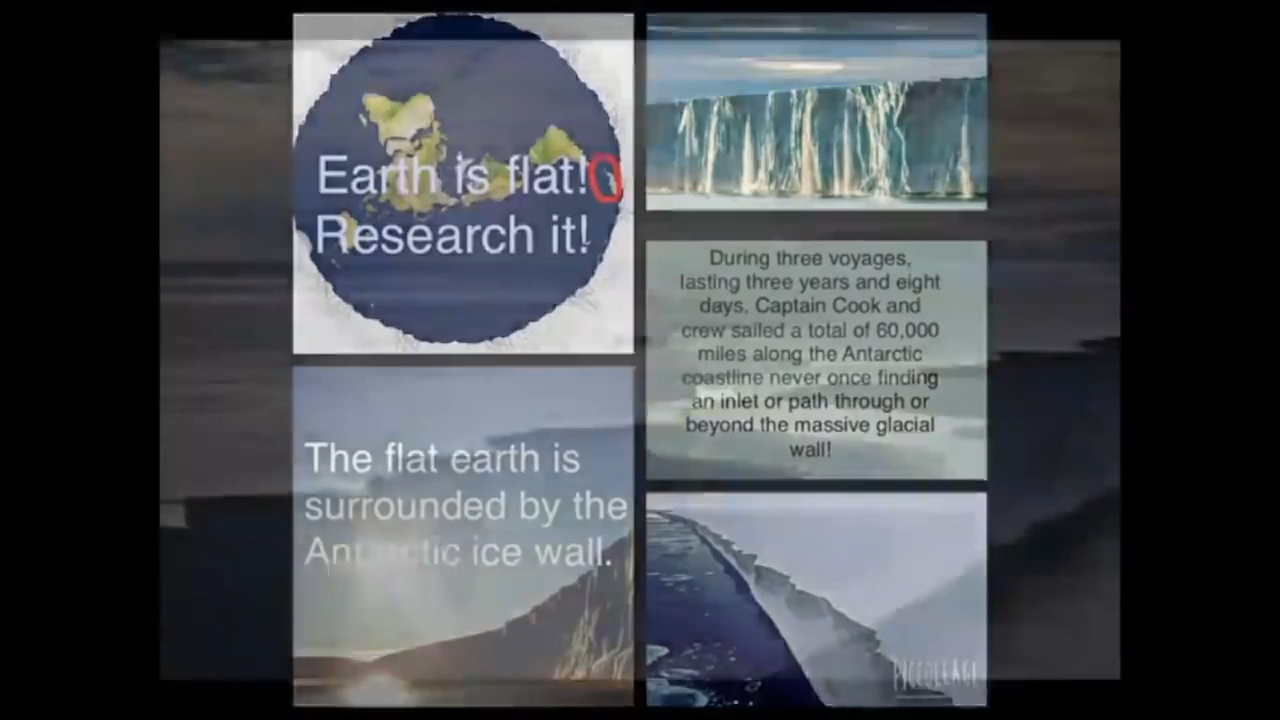 Earth is flat!
Research it!
During three voyages,
lasting three years and eight
days, Captain Cook and
crew sailed a total of 60,000
miles along the Antarctic
coastline never once finding
an inlet or path through or
beyond the massive glacial
wall!
The flat earth is
surrounded by the
Antarctic ice wall.
PICCOLLAGE